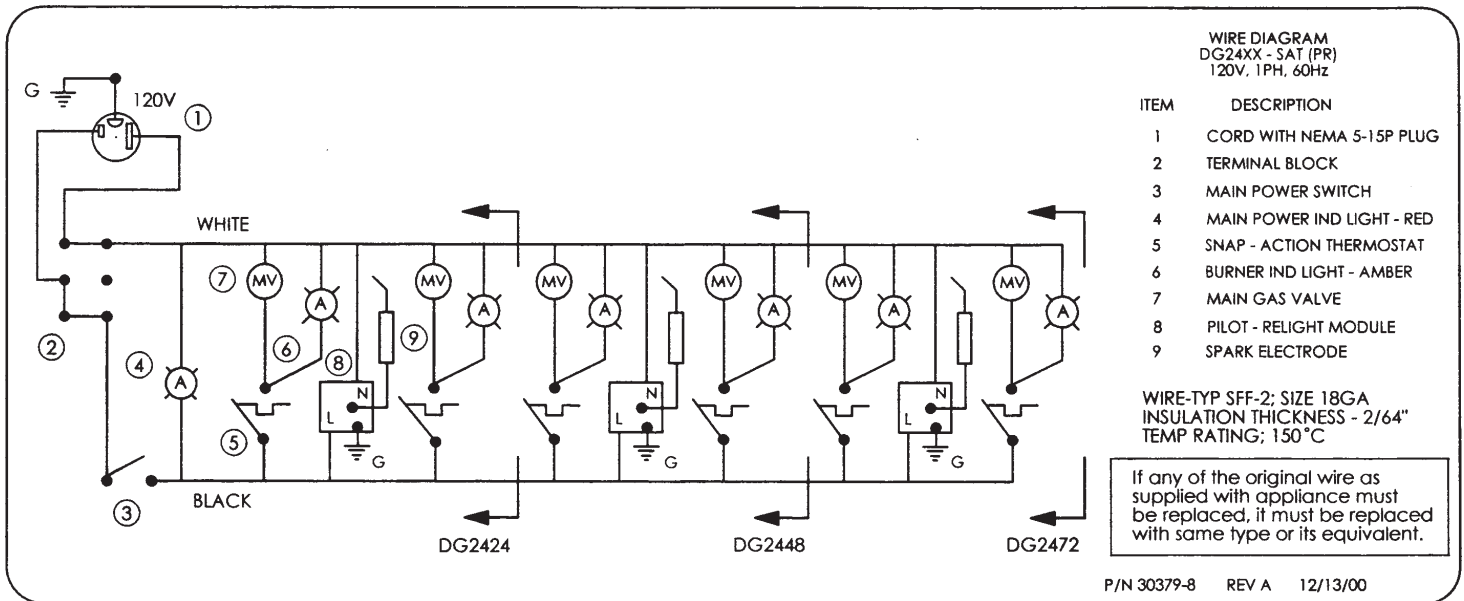 WIRE DIAGRAM
DG24XX - SAT (PR)
120V, 1PH, 60Hz
ITEM DESCRIPTION
1 CORD WITH NEMA 5-15P PLUG
2 TERMINAL BLOCK
3 MAIN POWER SWITCH
4 MAIN POWER IND LIGHT - RED
5 SNAP - ACTION THERMOSTAT
6 BURNER IND LIGHT - AMBER
7 MAIN GAS VALVE
8 PILOT - RELIGHT MODULE
9 SPARK ELECTRODE
WIRE-TYP SFF-2; SIZE 18GA
INSULATION THICKNESS - 2/64"
TEMP RATING; 150°C
If any of the original wire as
supplied with appliance must
be replaced, it must be replaced
with same type or its equivalent.
P/N 30379-8 REV A 12/13/00
G
120V
1
WHITE
7 MV MV MV MV MV MV
A A A A A A
6
9
2
4
A
8
N N N
L L L
5
G G G
3
BLACK
DG2424 DG2448 DG2472